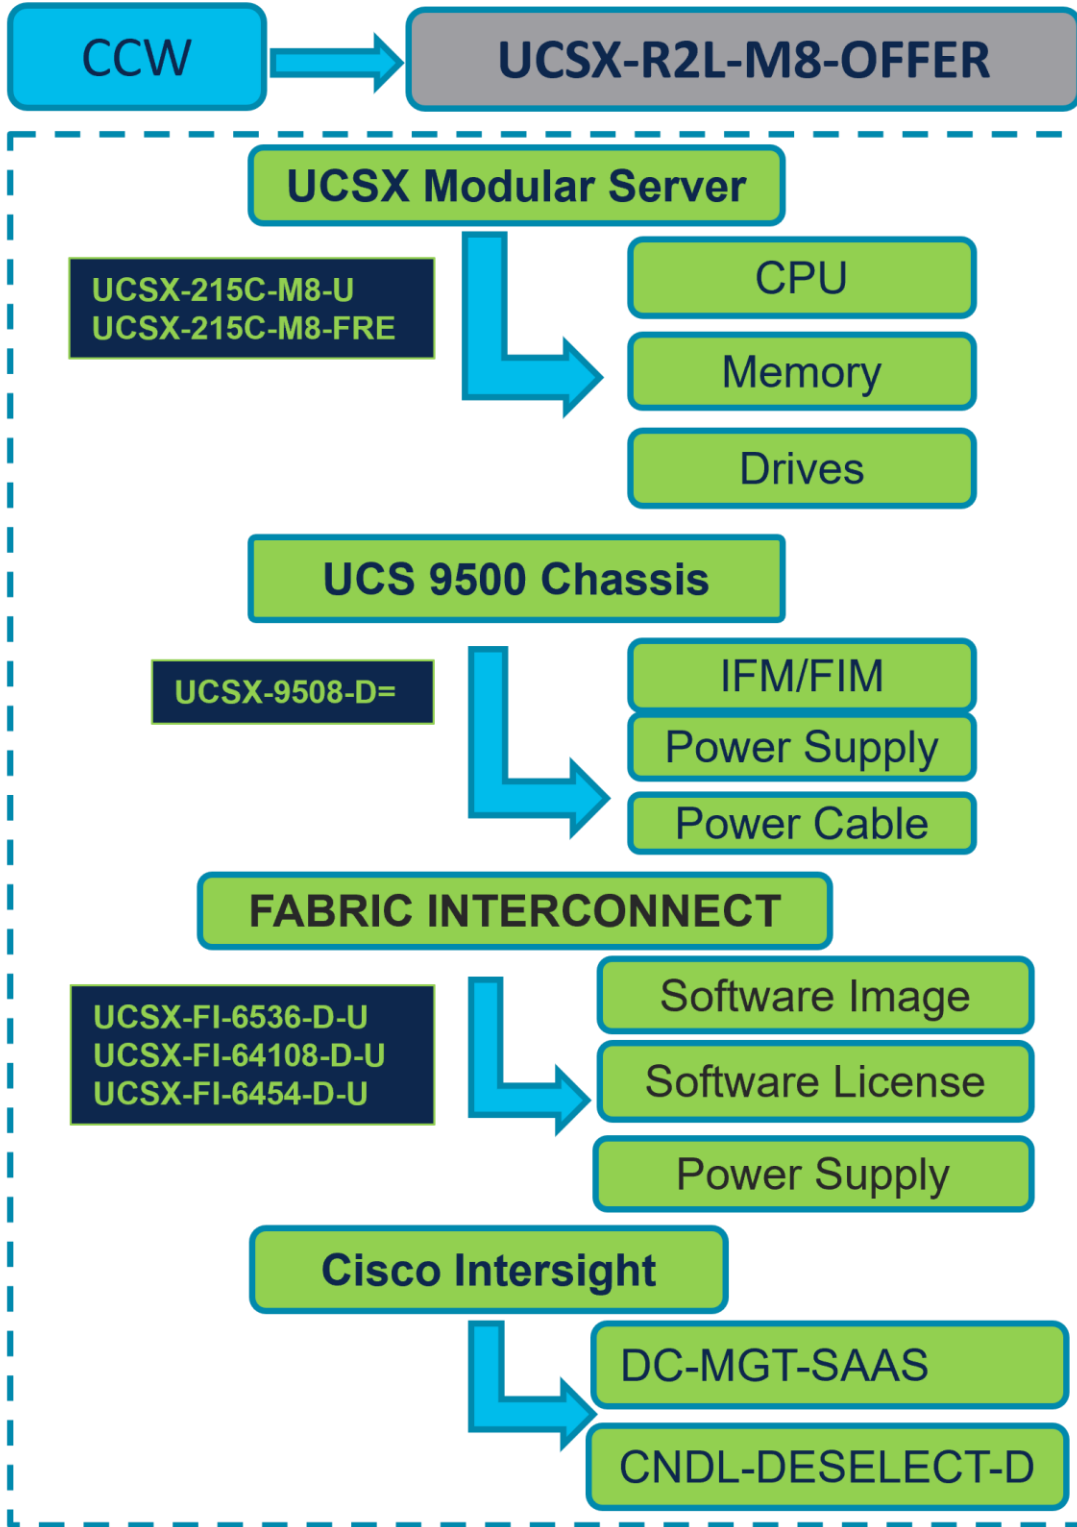 CCW
UCSX-R2L-M8-OFFER
UCSX Modular Server
UCSX-215C-M8-U
UCSX-215C-M8-FRE
CPU
Memory
Drives
UCS 9500 Chassis
UCSX-9508-D=
IFM/FIM
Power Supply
Power Cable
FABRIC INTERCONNECT
UCSX-FI-6536-D-U
UCSX-FI-64108-D-U
UCSX-FI-6454-D-U
Software Image
Software License
Power Supply
Cisco Intersight
DC-MGT-SAAS
CNDL-DESELECT-D